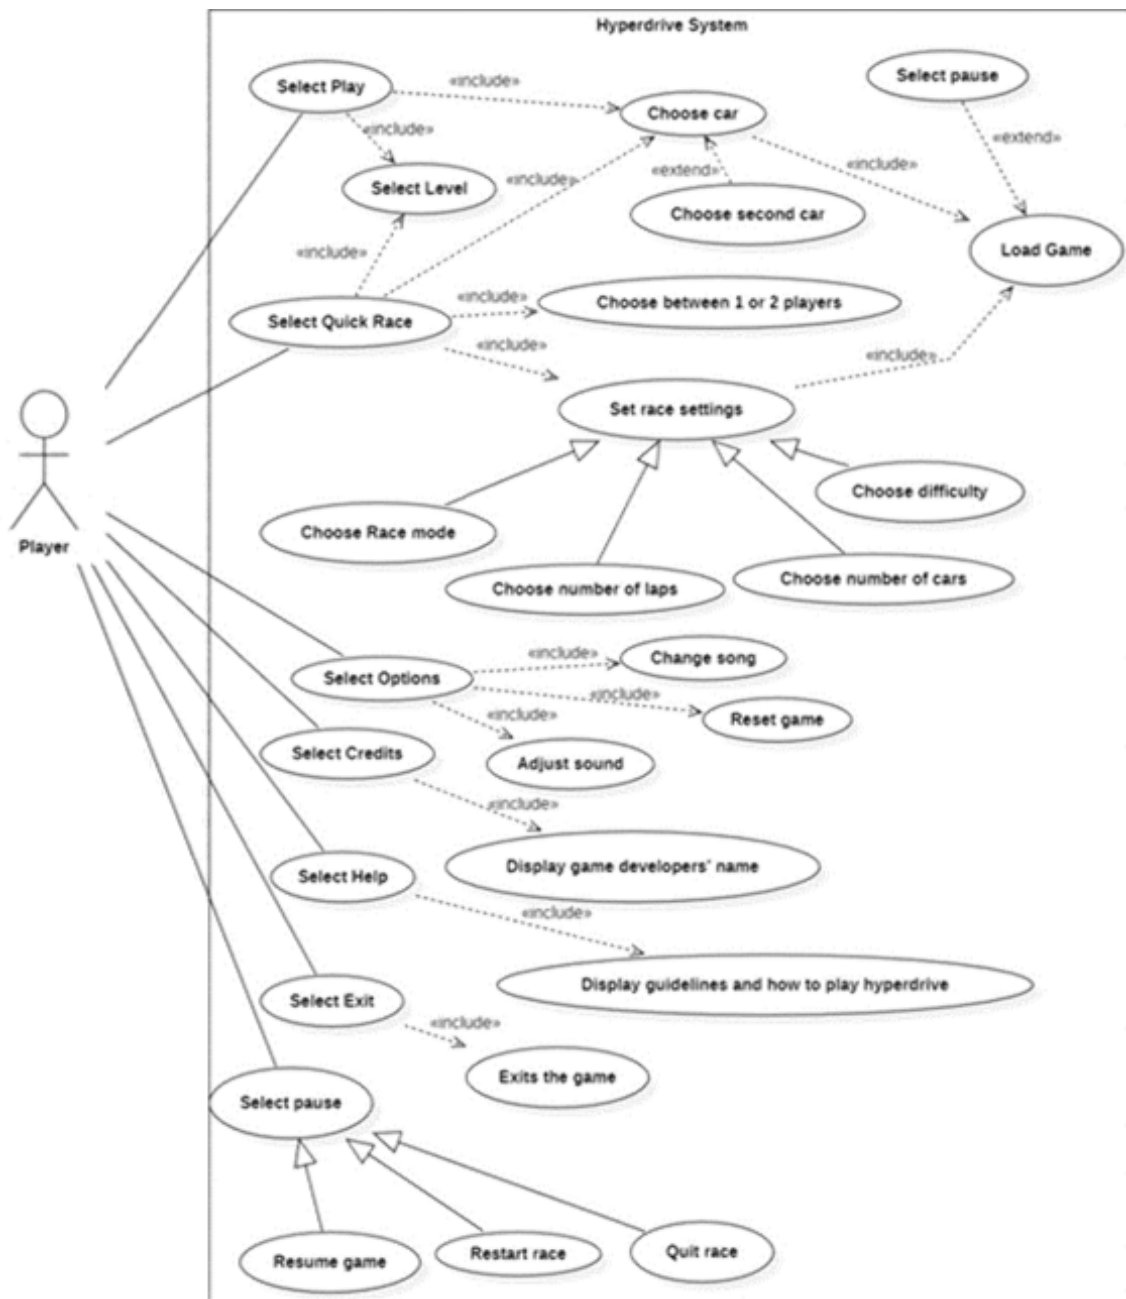 Hyperdrive System
Select Play
«include»
Choose car
Select pause
«include»
«extend»
Select Level
«include»
«extend»
«include»
Choose second car
«include»
Load Game
Select Quick Race
«include»
Choose between 1 or 2 players
«include»
«include»
Set race settings
Choose difficulty
Choose Race mode
Player
Choose number of laps
Choose number of cars
«include»
Change song
Select Options
«include»
Reset game
«include»
Select Credits
Adjust sound
«include»
Display game developers' name
Select Help
«include»
Display guidelines and how to play hyperdrive
Select Exit
«include»
Exits the game
Select pause
Resume game
Restart race
Quit race